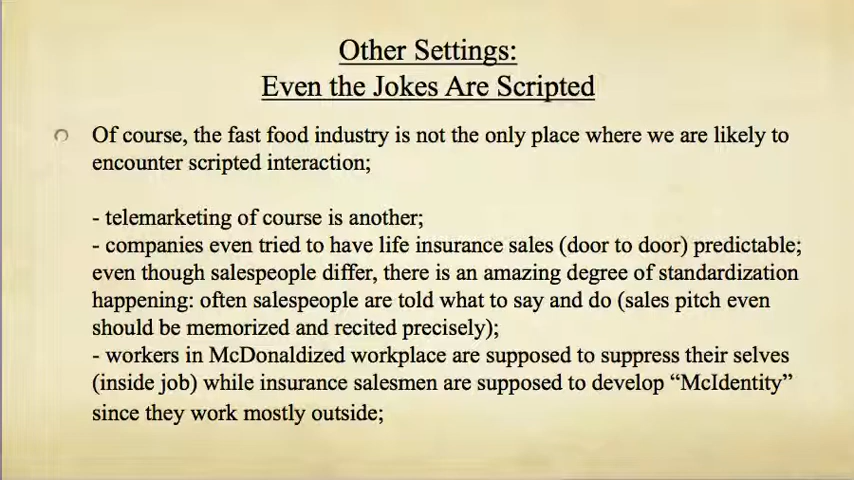 Other Settings:
Even the Jokes Are Scripted
Of course, the fast food industry is not the only place where we are likely to
encounter scripted interaction;
- telemarketing of course is another;
- companies even tried to have life insurance sales (door to door) predictable;
even though salespeople differ, there is an amazing degree of standardization
happening: often salespeople are told what to say and do (sales pitch even
should be memorized and recited precisely);
- workers in McDonaldized workplace are supposed to suppress their selves
(inside job) while insurance salesmen are supposed to develop “McIdentity”
since they work mostly outside;